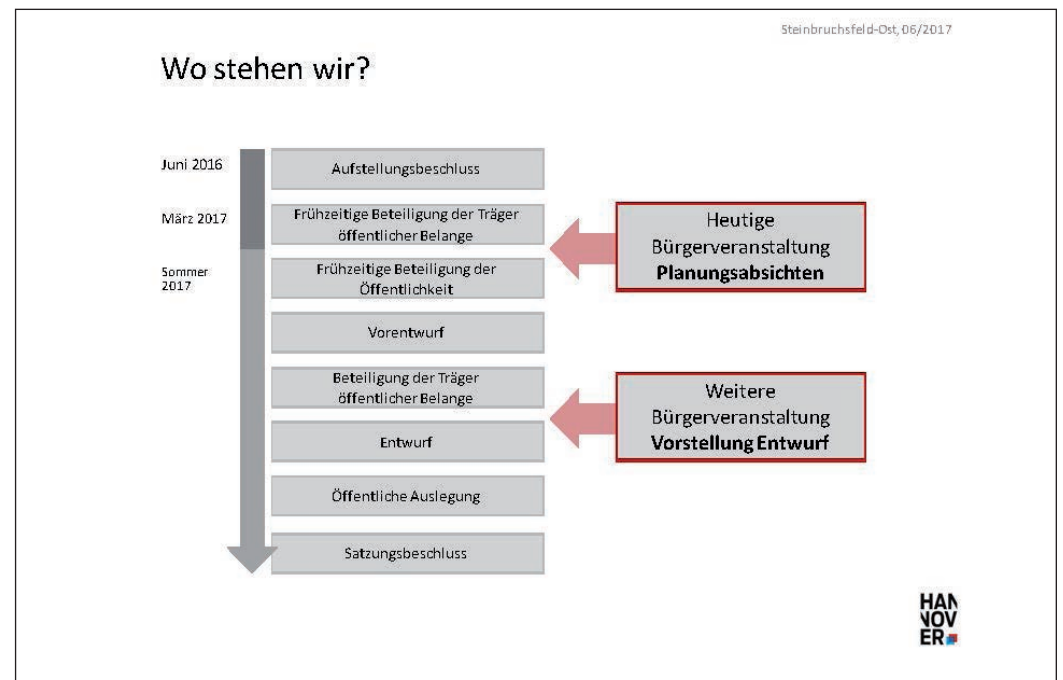 Steinbruchsfeld-Ost, 06/2017
Wo stehen wir?
Juni 2016
Aufstellungsbeschluss
März 2017
Frühzeitige Beteiligung der Träger
öffentlicher Belange
Heutige
Bürgerveranstaltung
Planungsabsichten
Sommer
2017
Frühzeitige Beteiligung der
Öffentlichkeit
Vorentwurf
Beteiligung der Träger
öffentlicher Belange
Weitere
Bürgerveranstaltung
Vorstellung Entwurf
Entwurf
Öffentliche Auslegung
Satzungsbeschluss
HAN
NOV
ER